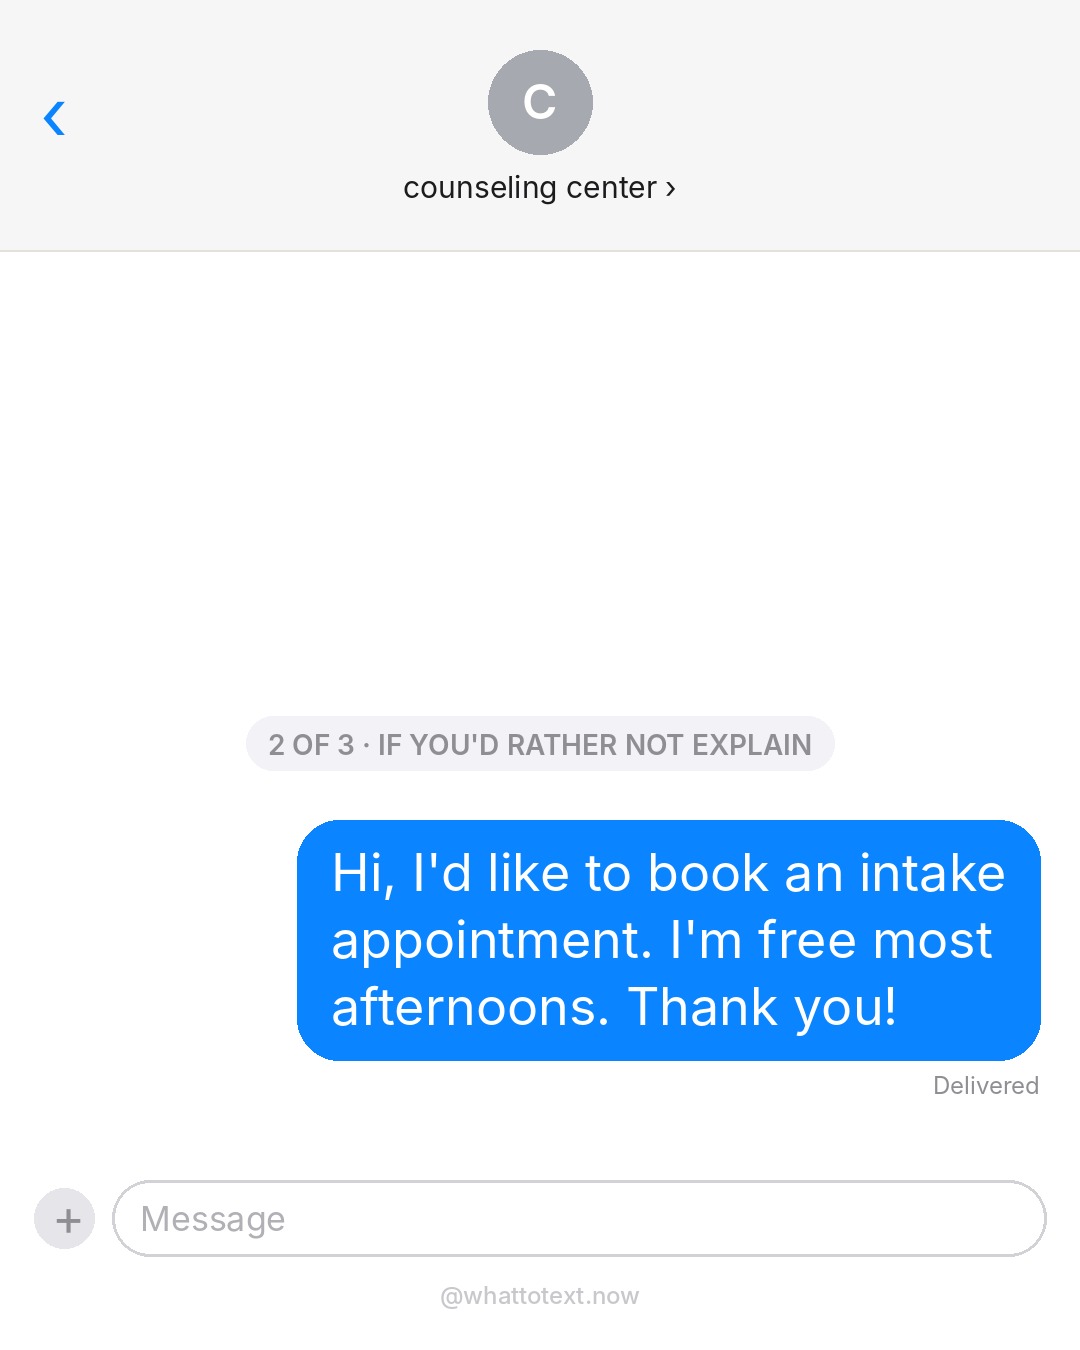 C
counseling center ›
2 OF 3 · IF YOU'D RATHER NOT EXPLAIN
Hi, I'd like to book an intake
appointment. I'm free most
afternoons. Thank you!
Delivered
+
Message
@whattotext.now